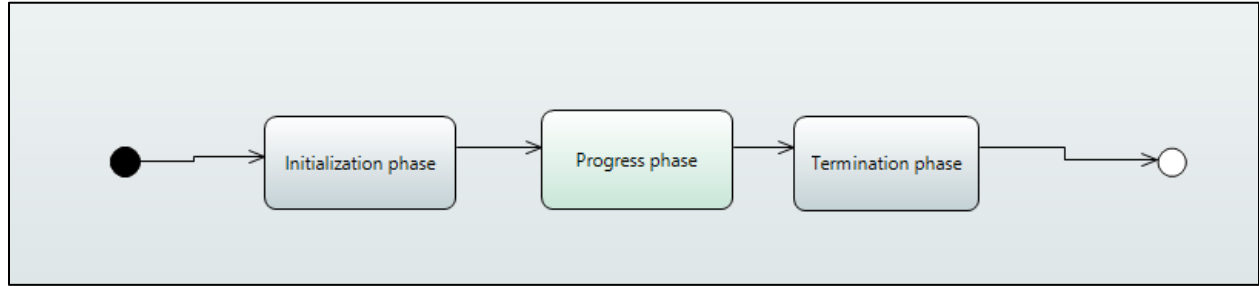 Initialization phase
Progress phase
Termination phase